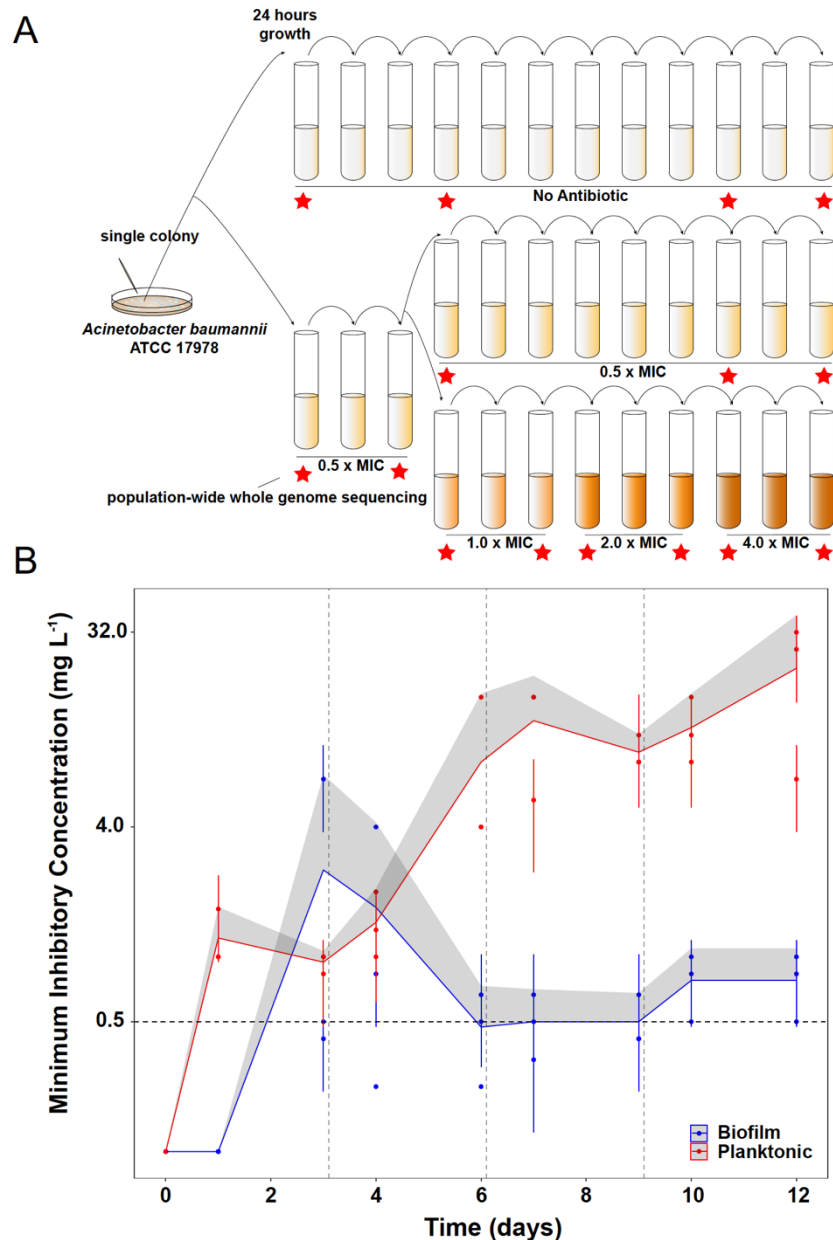 A
24 hours
growth
No Antibiotic
single colony
Acinetobacter baumannii
ATCC 17978
0.5 x MIC
0.5 x MIC
population-wide whole genome sequencing
1.0 x MIC
2.0 x MIC
4.0 x MIC
B
Minimum Inhibitory Concentration (mg L-1)
32.0
4.0
0.5
Biofilm
Planktonic
0
2
4
6
8
10
12
Time (days)